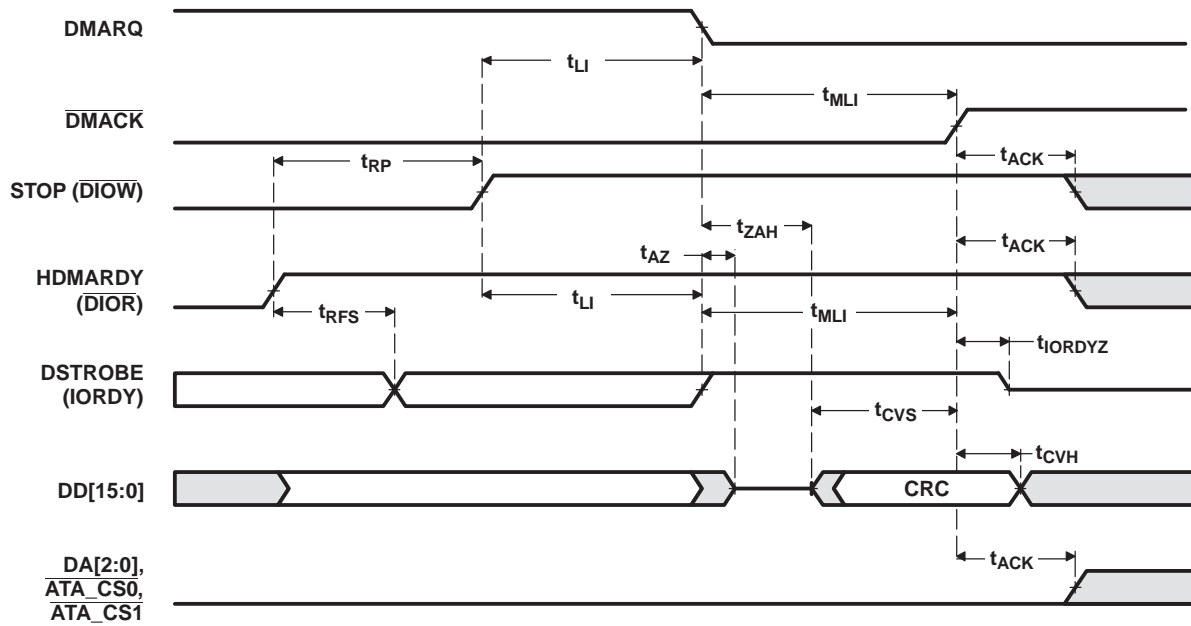 DMARQ
tLI
tMLI
DMACK
tRP
tACK
STOP (DIOW)
tZAH
tACK
tAZ
HDMARDY
(DIOR)
tLI
tRFS
tMLI
tIORDYZ
DSTROBE
(IORDY)
tCVS
tCVH
DD[15:0]
CRC
DA[2:0],
ATA_CS0,
ATA_CS1
tACK